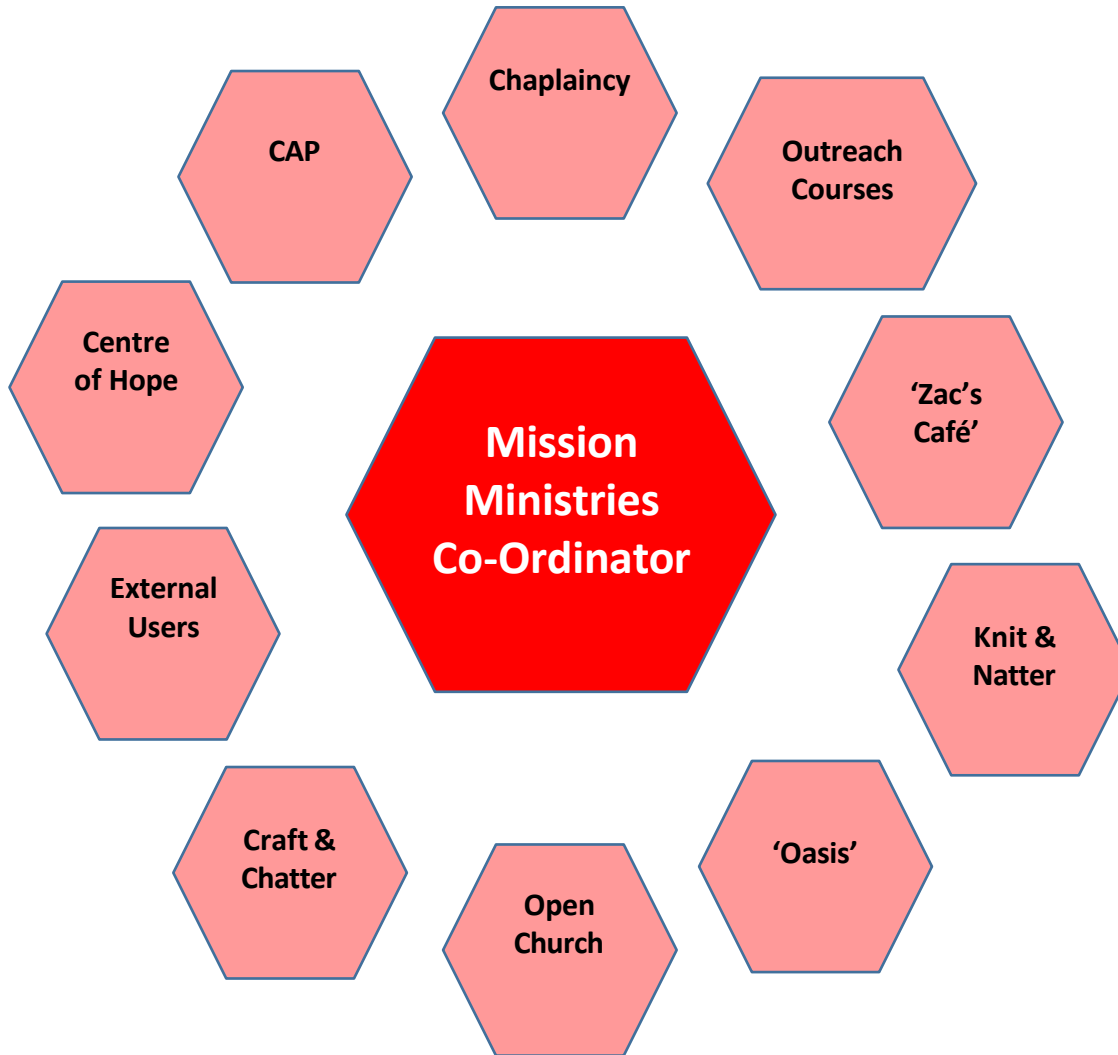 Chaplaincy
CAP
Outreach
Courses
Centre
of Hope
‘Zac’s
Café’
Mission
Ministries
Co-Ordinator
External
Users
Knit &
Natter
Craft &
Chatter
‘Oasis’
Open
Church